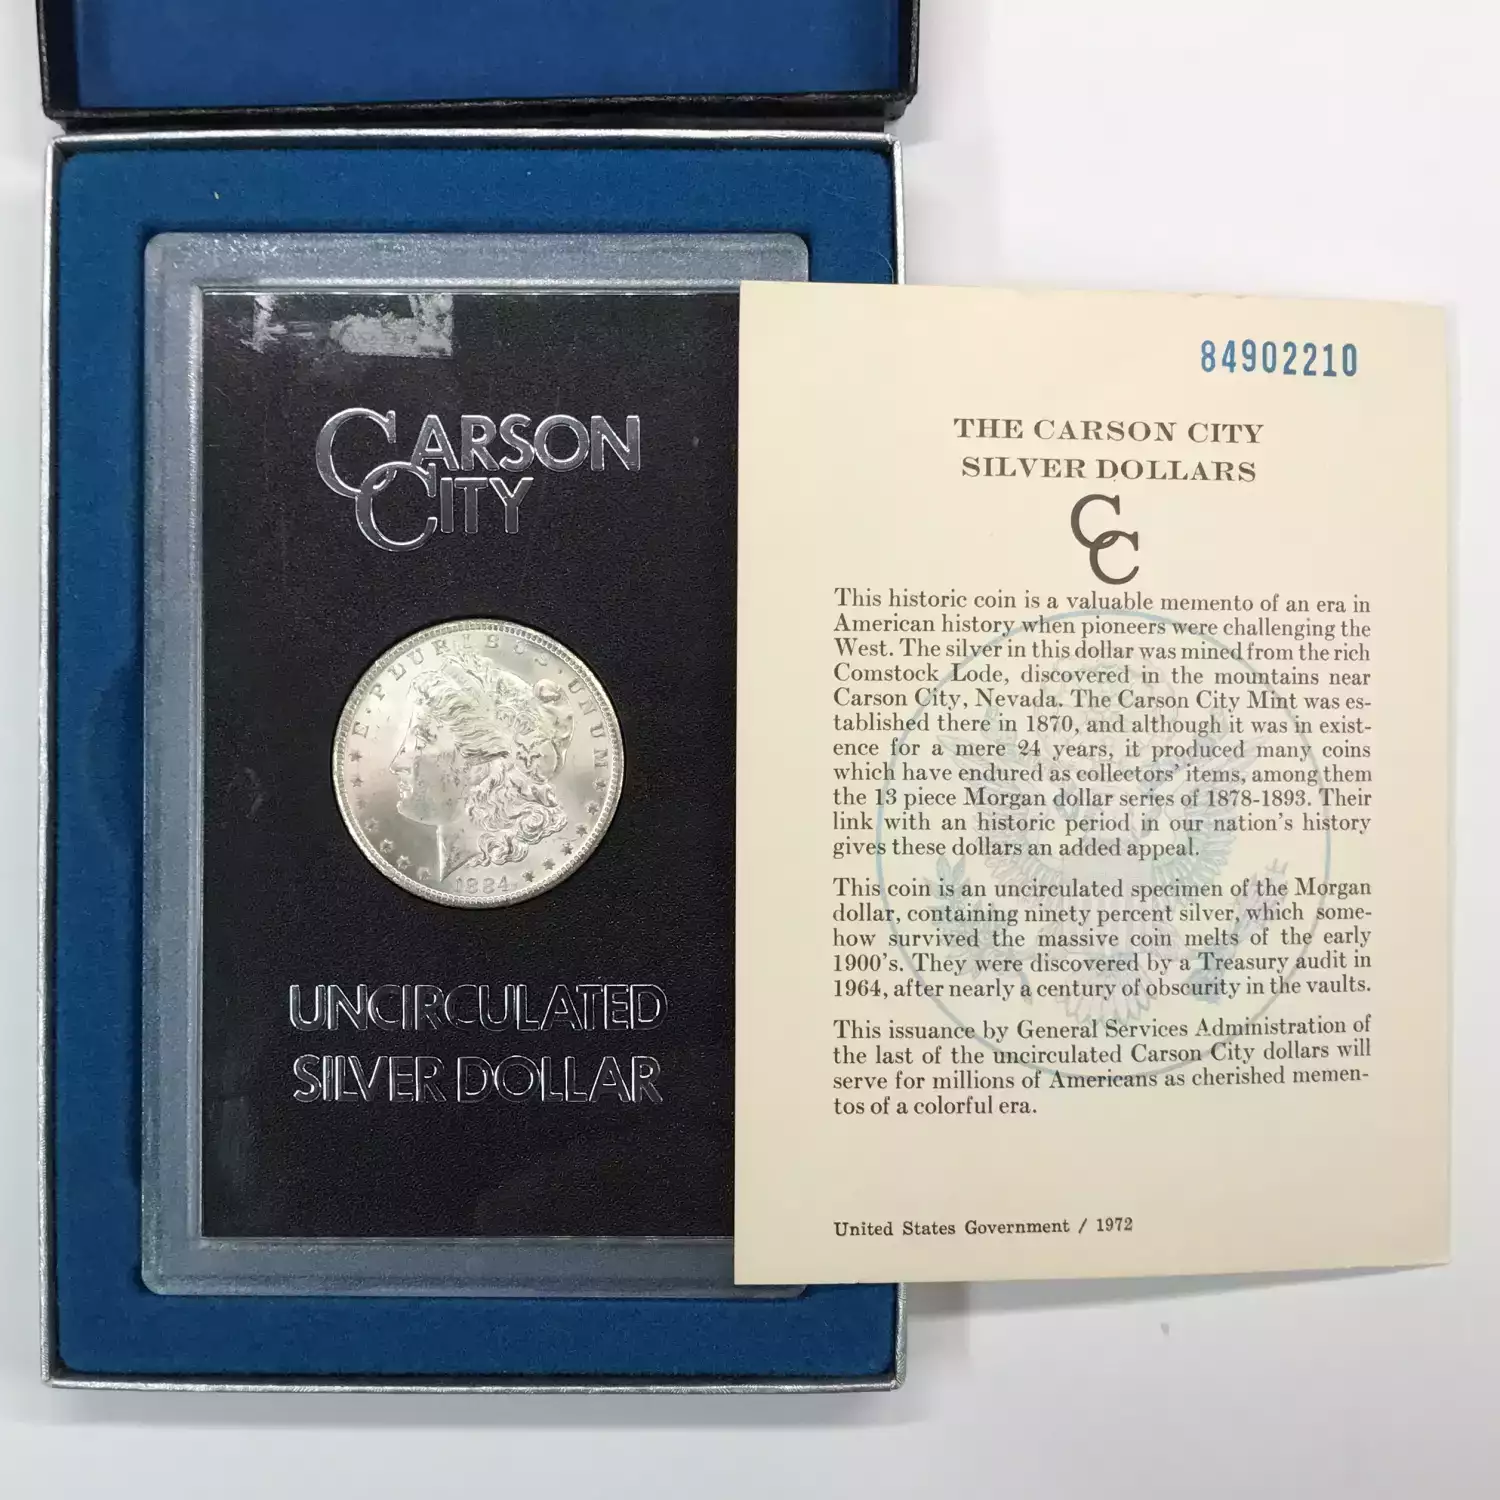 CARSON
CITY
E · PLURIBUS · UNUM
1884
UNCIRCULATED
SILVER DOLLAR
84902210
THE CARSON CITY
SILVER DOLLARS
CC
This historic coin is a valuable memento of an era in
American history when pioneers were challenging the
West. The silver in this dollar was mined from the rich
Comstock Lode, discovered in the mountains near
Carson City, Nevada. The Carson City Mint was es-
tablished there in 1870, and although it was in exist-
ence for a mere 24 years, it produced many coins
which have endured as collectors' items, among them
the 13 piece Morgan dollar series of 1878-1893. Their
link with an historic period in our nation's history
gives these dollars an added appeal.
This coin is an uncirculated specimen of the Morgan
dollar, containing ninety percent silver, which some-
how survived the massive coin melts of the early
1900's. They were discovered by a Treasury audit in
1964, after nearly a century of obscurity in the vaults.
This issuance by General Services Administration of
the last of the uncirculated Carson City dollars will
serve for millions of Americans as cherished memen-
tos of a colorful era.
United States Government / 1972